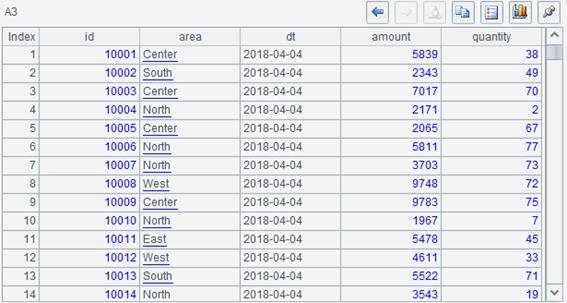 A3
Index id area dt amount quantity
1 10001 Center 2018-04-04 5839 38
2 10002 South 2018-04-04 2343 49
3 10003 Center 2018-04-04 7017 70
4 10004 North 2018-04-04 2171 2
5 10005 Center 2018-04-04 2065 67
6 10006 North 2018-04-04 5811 77
7 10007 North 2018-04-04 3703 73
8 10008 West 2018-04-04 9748 72
9 10009 Center 2018-04-04 9783 75
10 10010 North 2018-04-04 1967 7
11 10011 East 2018-04-04 5478 45
12 10012 West 2018-04-04 4611 33
13 10013 South 2018-04-04 5522 71
14 10014 North 2018-04-04 3543 19